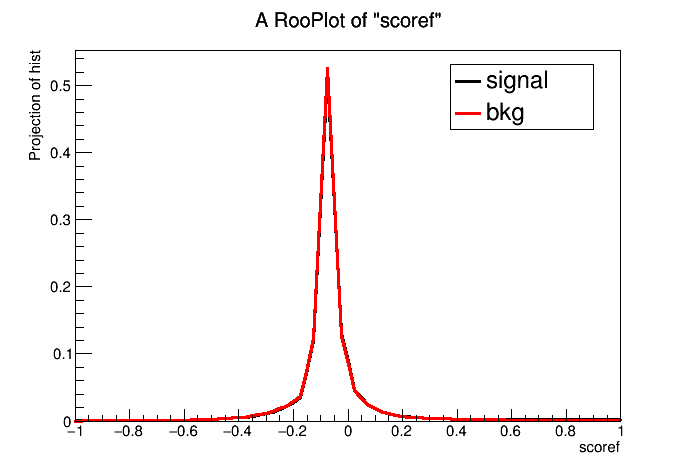 A RooPlot of "scoref"
Projection of hist
signal
bkg
0.5
0.4
0.3
0.2
0.1
0
−1 −0.8 −0.6 −0.4 −0.2 0 0.2 0.4 0.6 0.8 1
scoref